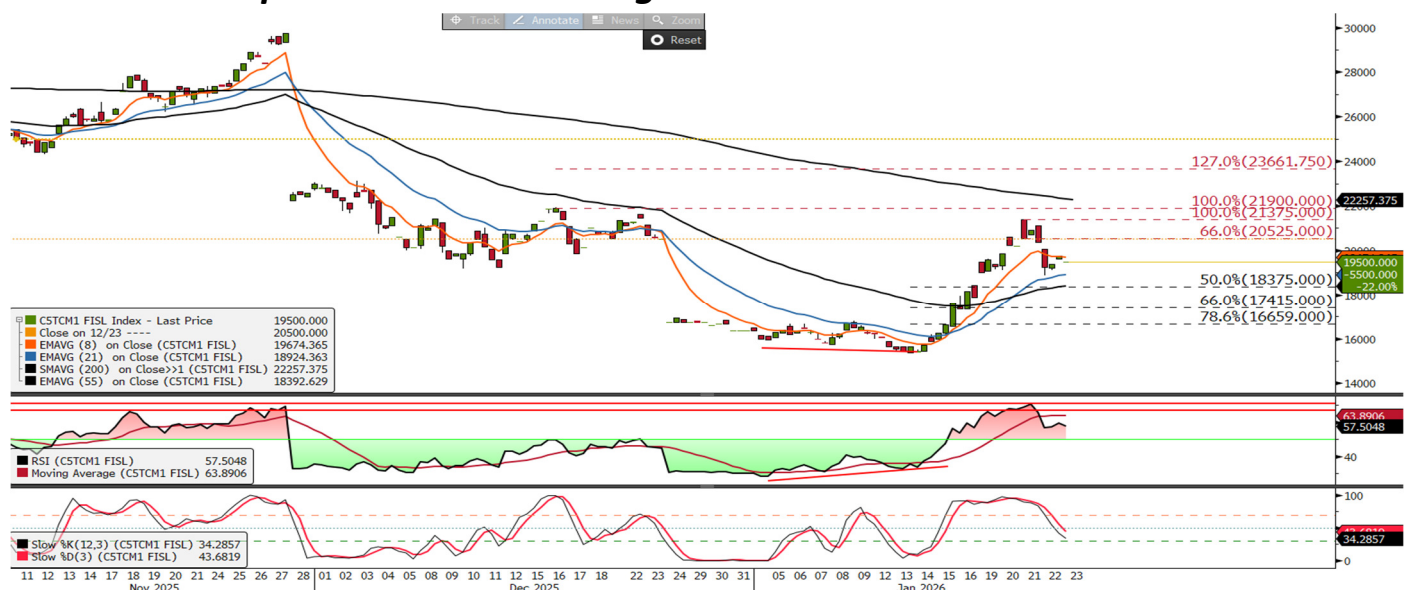 Track Annotate News Zoom
Reset
30000
28000
26000
24000
22000
20000
18000
16000
14000
127.0%(23661.750)
100.0%(21900.000)
100.0%(21375.000)
66.0%(20525.000)
50.0%(18375.000)
66.0%(17415.000)
78.6%(16659.000)
22257.375
19500.000
-5500.000
-22.00%
C5TCM1 FISL Index - Last Price 19500.000
Close on 12/23 ---- 20500.000
EMAVG (8) on Close (C5TCM1 FISL) 19674.365
EMAVG (21) on Close (C5TCM1 FISL) 18924.363
SMAVG (200) on Close>>1 (C5TCM1 FISL) 22257.375
EMAVG (55) on Close (C5TCM1 FISL) 18392.629
63.8906
57.5048
40
RSI (C5TCM1 FISL) 57.5048
Moving Average (C5TCM1 FISL) 63.8906
100
43.6819
34.2857
0
Slow %K(12,3) (C5TCM1 FISL) 34.2857
Slow %D(3) (C5TCM1 FISL) 43.6819
11 12 13 14 17 18 19 20 21 24 25 26 27 28 01 02 03 04 05 08 09 10 11 12 15 16 17 18 22 23 24 29 30 31 05 06 07 08 09 12 13 14 15 16 19 20 21 22 23
Nov 2025 Dec 2025 Jan 2026